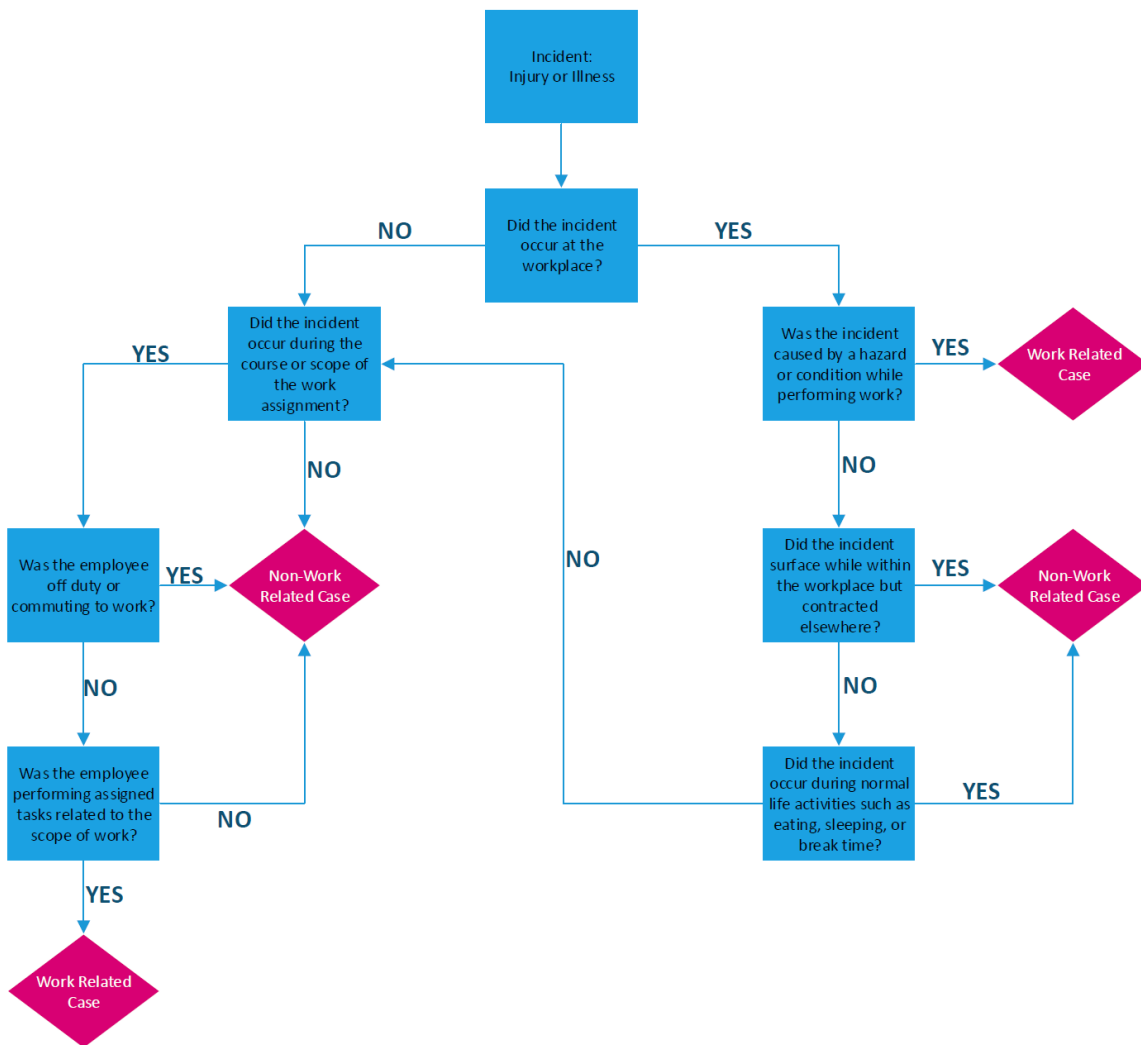 Incident:
Injury or Illness
Did the incident
occur at the
workplace?
NO
YES
Did the incident
occur during the
course or scope of
the work
assignment?
YES
NO
Was the incident
caused by a hazard
or condition while
performing work?
YES
Work Related
Case
NO
Was the employee
off duty or
commuting to work?
YES
Non-Work
Related Case
NO
NO
Did the incident
surface while within
the workplace but
contracted
elsewhere?
YES
Non-Work
Related Case
NO
Was the employee
performing assigned
tasks related to the
scope of work?
NO
Did the incident
occur during normal
life activities such as
eating, sleeping, or
break time?
YES
YES
Work Related
Case